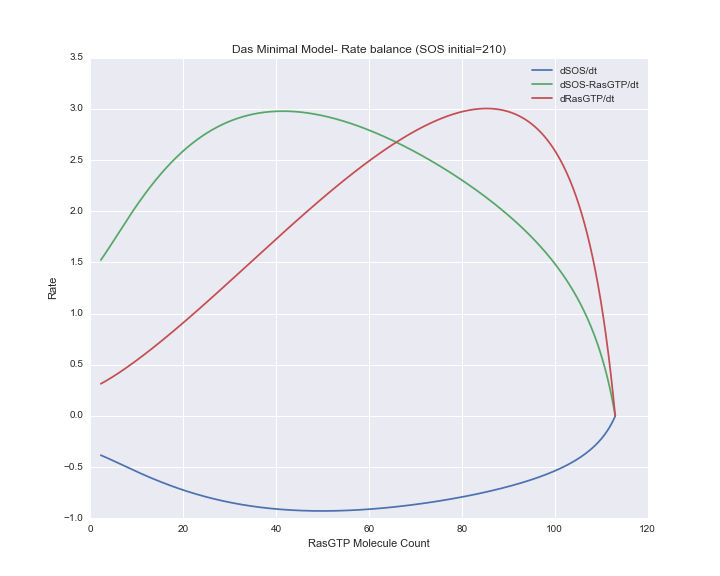 Das Minimal Model- Rate balance (SOS initial=210)
3.5
3.0
2.5
2.0
1.5
1.0
0.5
0.0
−0.5
−1.0
Rate
dSOS/dt
dSOS-RasGTP/dt
dRasGTP/dt
0 20 40 60 80 100 120
RasGTP Molecule Count